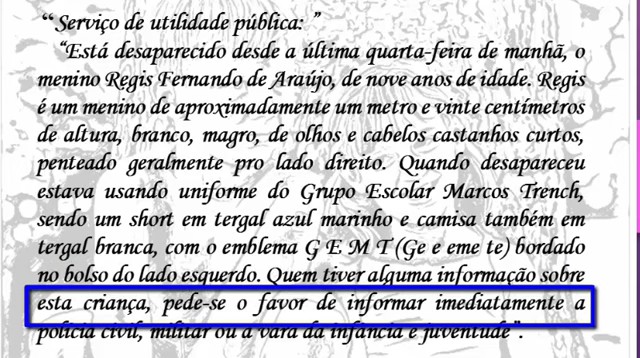 “ Serviço de utilidade pública: ”
“Está desaparecido desde a última quarta-feira de manhã, o
menino Regis Fernando de Araújo, de nove anos de idade. Regis
é um menino de aproximadamente um metro e vinte centímetros
de altura, branco, magro, de olhos e cabelos castanhos curtos,
penteado geralmente pro lado direito. Quando desapareceu
estava usando uniforme do Grupo Escolar Marcos Trench,
sendo um short em tergal azul marinho e camisa também em
tergal branca, com o emblema G E M T (Ge e eme te) bordado
no bolso do lado esquerdo. Quem tiver alguma informação sobre
esta criança, pede-se o favor de informar imediatamente a
polícia civil, militar ou a vara da infância e juventude”.